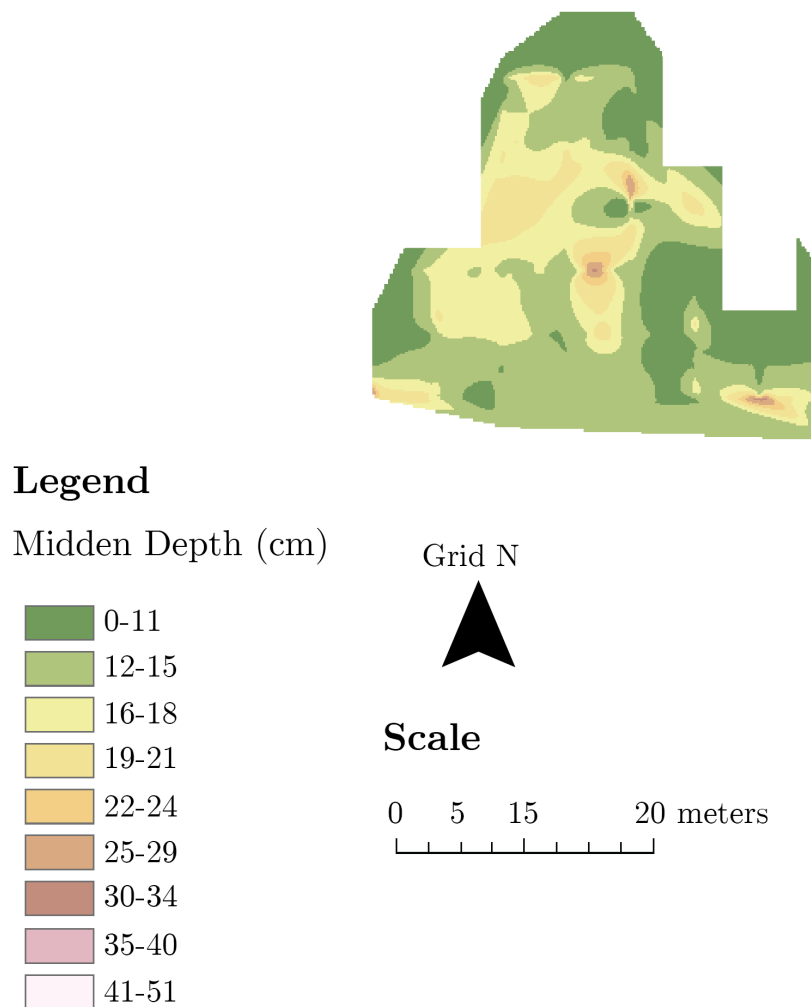 Legend
Midden Depth (cm)
0-11
12-15
16-18
19-21
22-24
25-29
30-34
35-40
41-51
Grid N
Scale
0 5 15 20 meters